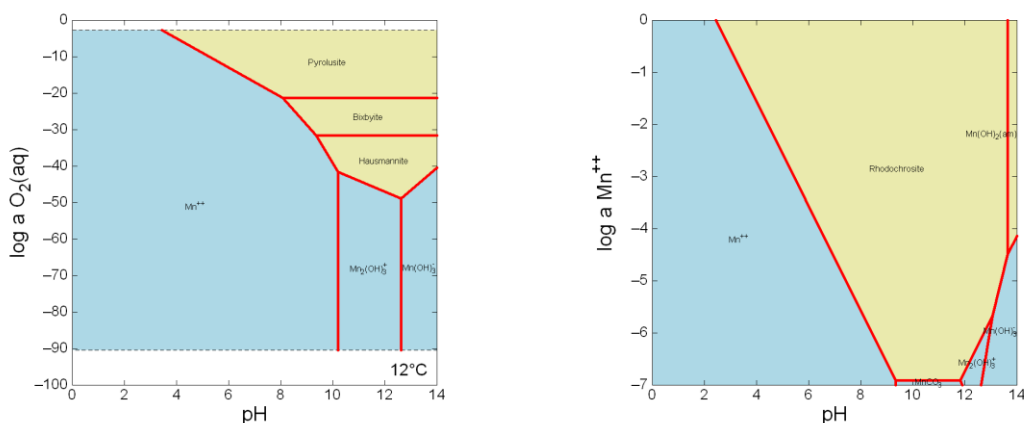 0
−10
−20
−30
−40
−50
−60
−70
−80
−90
−100
log a O₂(aq)
Pyrolusite
Bixbyite
Hausmannite
Mn⁺⁺
Mn₂(OH)₃⁺
Mn(OH)₃⁻
12°C
0 2 4 6 8 10 12 14
pH
0
−1
−2
−3
−4
−5
−6
−7
log a Mn⁺⁺
Mn(OH)₂(am)
Rhodochrosite
Mn⁺⁺
Mn(OH)₃⁻
Mn₂(OH)₃⁺
MnCO₃
0 2 4 6 8 10 12 14
pH